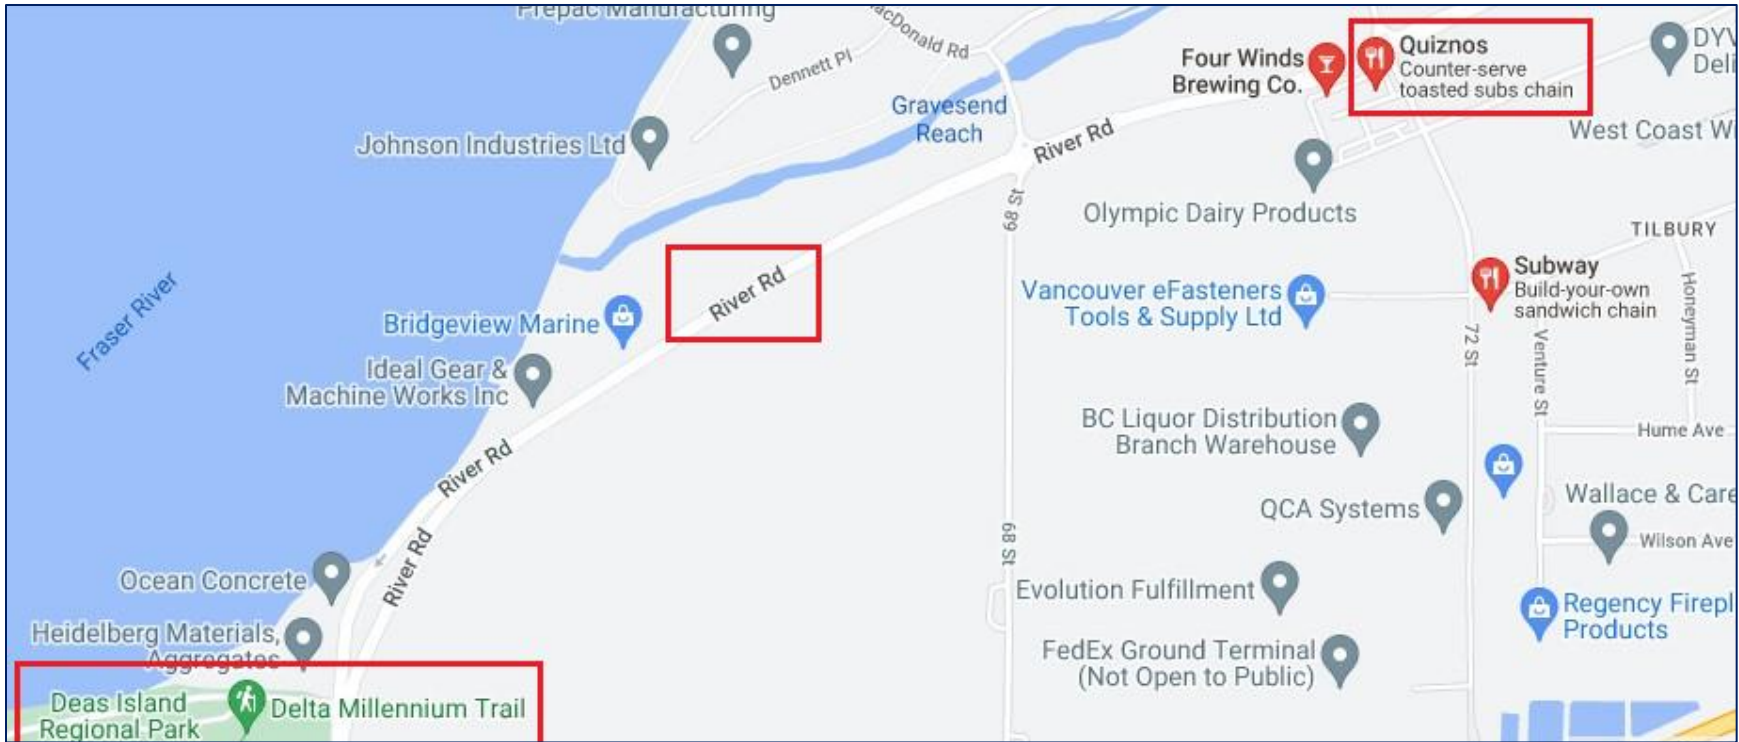 Prepac Manufacturing
MacDonald Rd
Dennett Pl
Four Winds
Brewing Co.
Quiznos
Counter-serve
toasted subs chain
DYV
Deli
Gravesend
Reach
Johnson Industries Ltd
River Rd
West Coast Wi
68 St
Olympic Dairy Products
TILBURY
Fraser River
River Rd
Subway
Build-your-own
sandwich chain
Vancouver eFasteners
Tools & Supply Ltd
Honeyman St
Bridgeview Marine
72 St
Venture St
Ideal Gear &
Machine Works Inc
BC Liquor Distribution
Branch Warehouse
Hume Ave
River Rd
QCA Systems
Wallace & Care
68 St
Wilson Ave
River Rd
Ocean Concrete
Evolution Fulfillment
Regency Firepl
Products
Heidelberg Materials,
Aggregates
FedEx Ground Terminal
(Not Open to Public)
Deas Island
Regional Park
Delta Millennium Trail